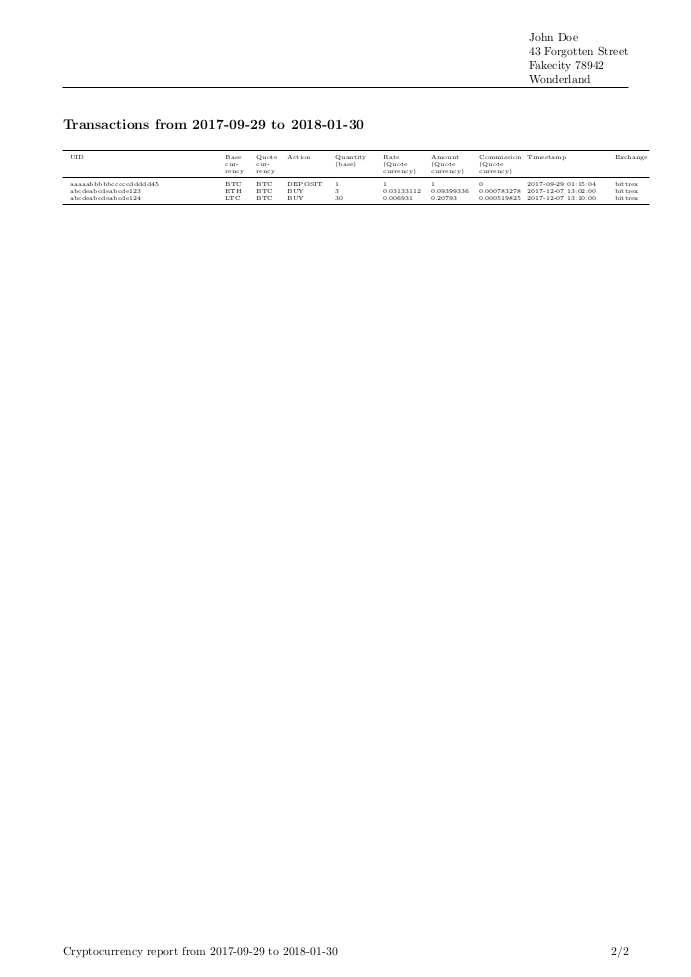 John Doe
43 Forgotten Street
Fakecity 78942
Wonderland
Transactions from 2017-09-29 to 2018-01-30
UID Base cur- rency Quote cur- rency Action Quantity (base) Rate (Quote currency) Amount (Quote currency) Commission (Quote currency) Timestamp Exchange
aaaaabbbbbcccccddddd45 BTC BTC DEPOSIT 1 1 1 0 2017-09-29 01:15:04 bittrex
abcdeabcdeabcde123 ETH BTC BUY 3 0.03133112 0.09399336 0.000783278 2017-12-07 13:02:00 bittrex
abcdeabcdeabcde124 LTC BTC BUY 30 0.006931 0.20793 0.000519825 2017-12-07 13:10:00 bittrex
Cryptocurrency report from 2017-09-29 to 2018-01-30 2/2